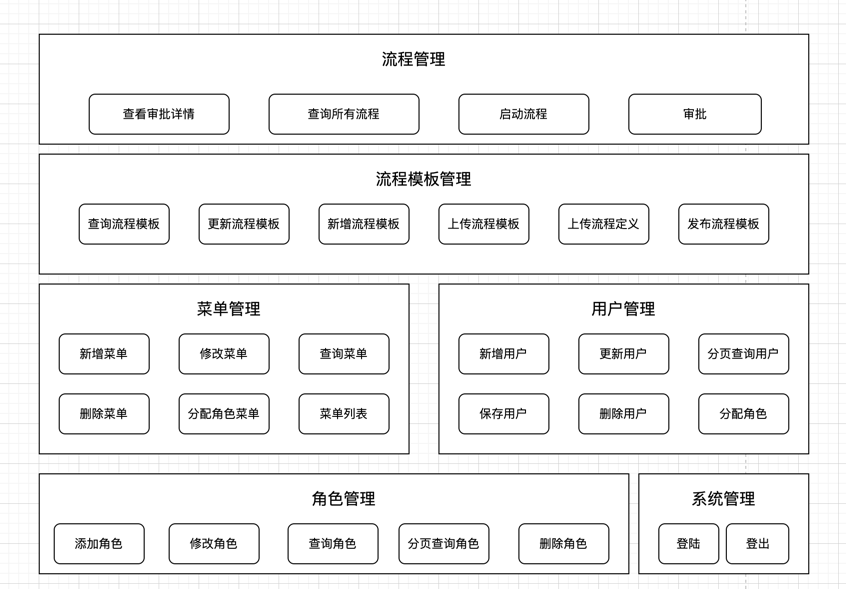 流程管理
查看审批详情
查询所有流程
启动流程
审批
流程模板管理
查询流程模板
更新流程模板
新增流程模板
上传流程模板
上传流程定义
发布流程模板
菜单管理
新增菜单
修改菜单
查询菜单
删除菜单
分配角色菜单
菜单列表
用户管理
新增用户
更新用户
分页查询用户
保存用户
删除用户
分配角色
角色管理
添加角色
修改角色
查询角色
分页查询角色
删除角色
系统管理
登陆
登出